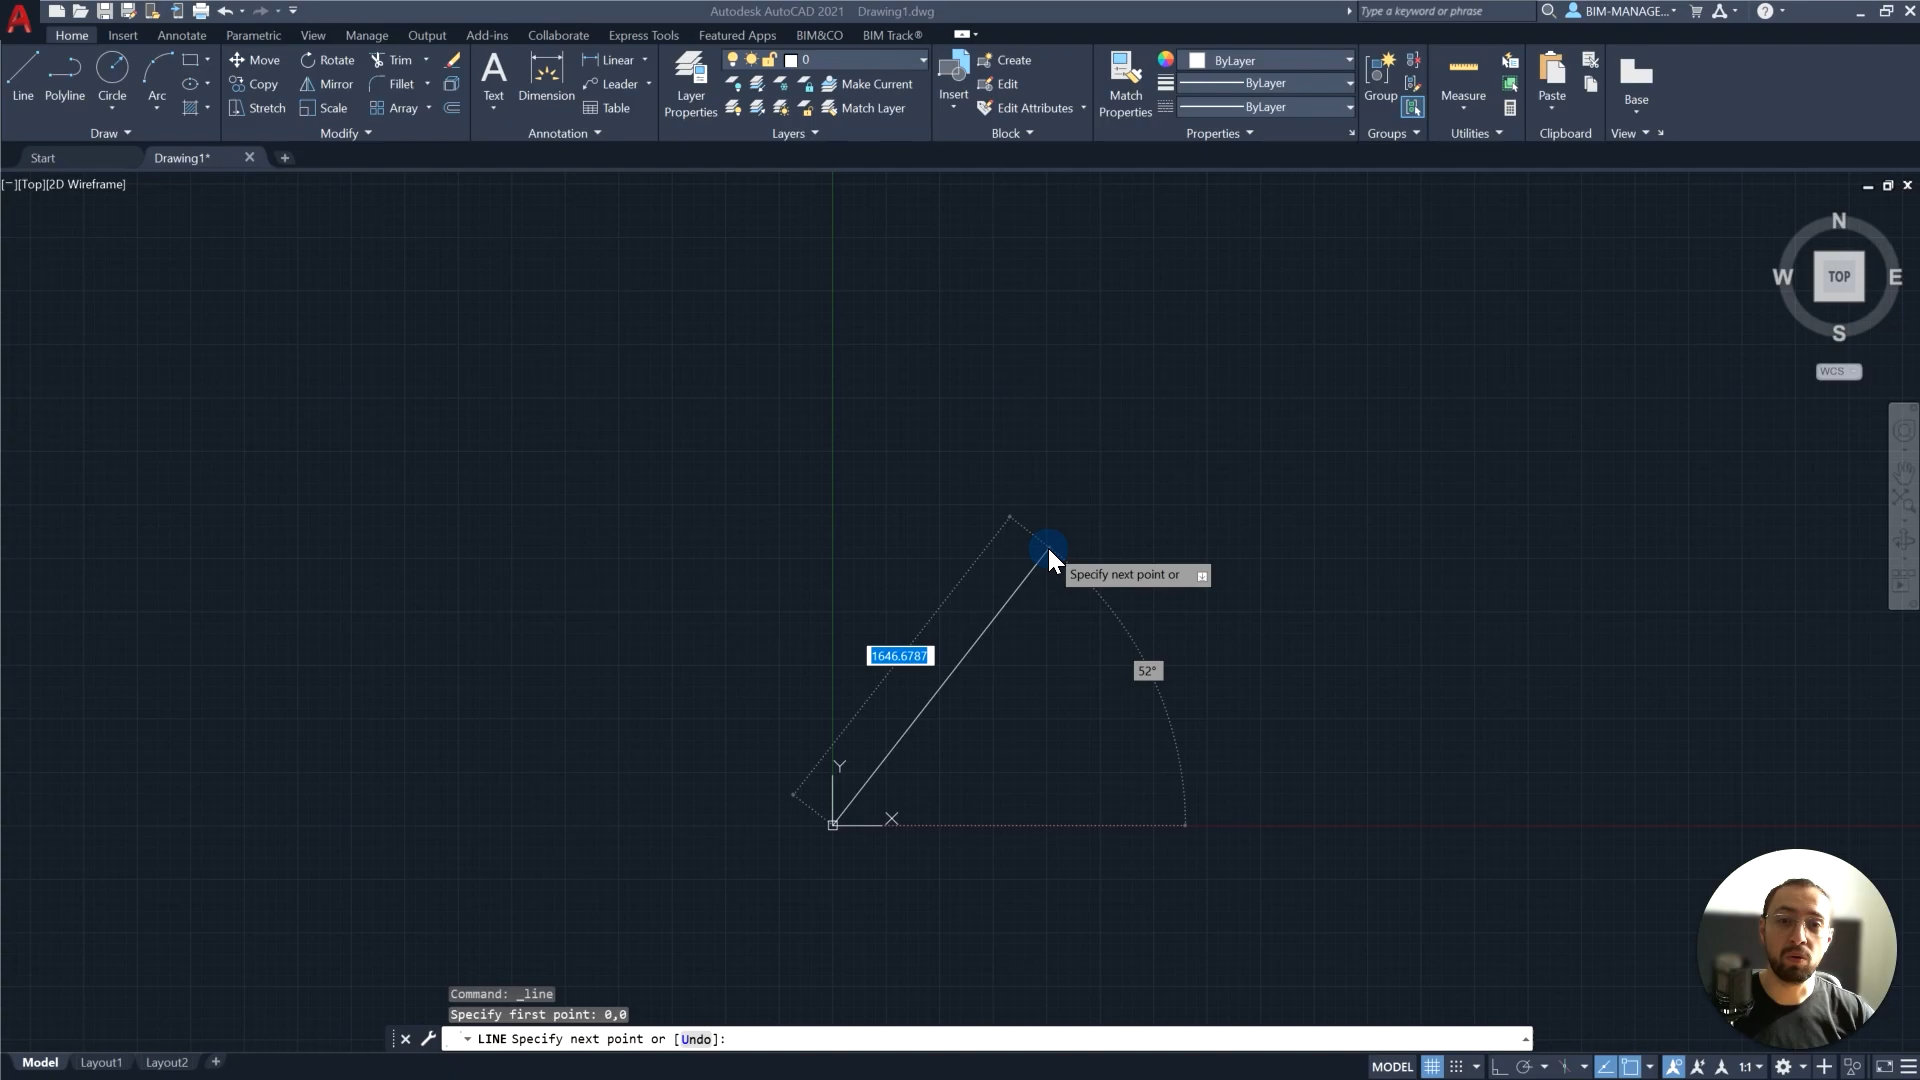 Autodesk AutoCAD 2021 Drawing1.dwg
Type a keyword or phrase
BIM-MANAGE...
Home Insert Annotate Parametric View Manage Output Add-ins Collaborate Express Tools Featured Apps BIM&CO BIM Track®
Line
Polyline
Circle
Arc
Draw
Move
Rotate
Trim
Copy
Mirror
Fillet
Stretch
Scale
Array
Modify
Text
Dimension
Linear
Leader
Table
Annotation
Layer
Properties
0
Make Current
Match Layer
Layers
Insert
Create
Edit
Edit Attributes
Block
Match
Properties
ByLayer
ByLayer
ByLayer
Properties
Group
Groups
Measure
Utilities
Paste
Clipboard
Base
View
Start
Drawing1*
[−][Top][2D Wireframe]
N
W
TOP
E
S
WCS
Specify next point or
1646.6787
52°
Y
X
Command: _line
Specify first point: 0,0
LINE Specify next point or [Undo]:
Model Layout1 Layout2
MODEL
1:1